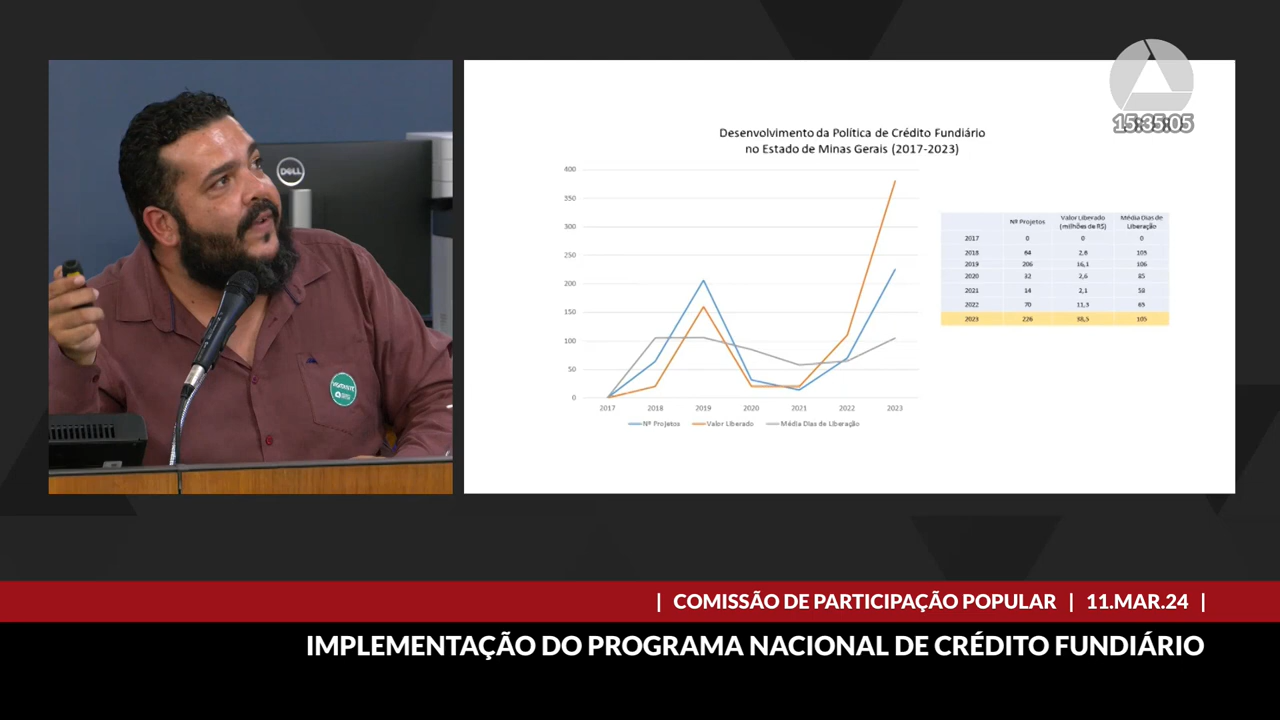 15:35:05
DELL
VISITANTE
Desenvolvimento da Política de Crédito Fundiário
no Estado de Minas Gerais (2017-2023)
400
350
300
250
200
150
100
50
0
2017 2018 2019 2020 2021 2022 2023
Nº Projetos Valor Liberado Média Dias de Liberação
Nº Projetos Valor Liberado (milhões de R$) Média Dias de Liberação
2017 0 0 0
2018 64 2,8 105
2019 206 16,1 106
2020 32 2,6 85
2021 14 2,1 58
2022 70 11,3 65
2023 226 38,5 105
| COMISSÃO DE PARTICIPAÇÃO POPULAR | 11.MAR.24 |
IMPLEMENTAÇÃO DO PROGRAMA NACIONAL DE CRÉDITO FUNDIÁRIO